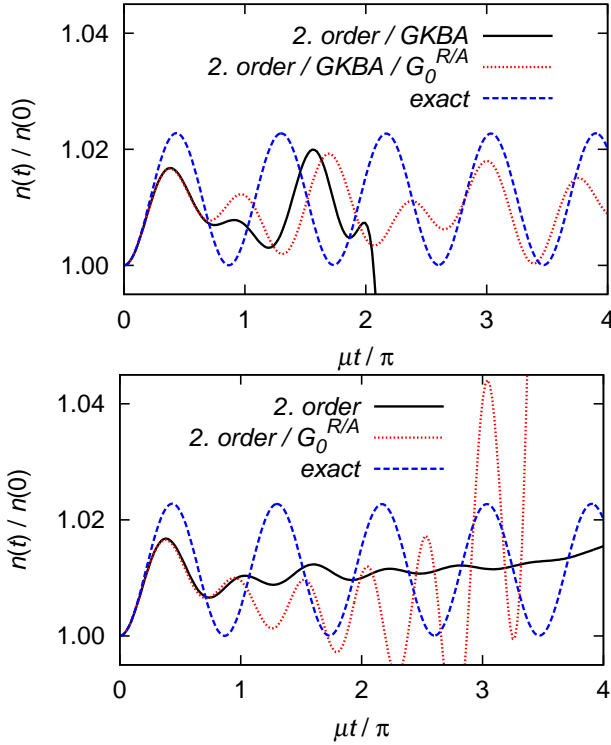 1.04
2. order / GKBA
2. order / GKBA / G₀ᴿ/ᴬ
exact
1.02
1.00
n(t) / n(0)
0 1 2 3 4
μt / π
1.04
2. order
2. order / G₀ᴿ/ᴬ
exact
1.02
1.00
n(t) / n(0)
0 1 2 3 4
μt / π